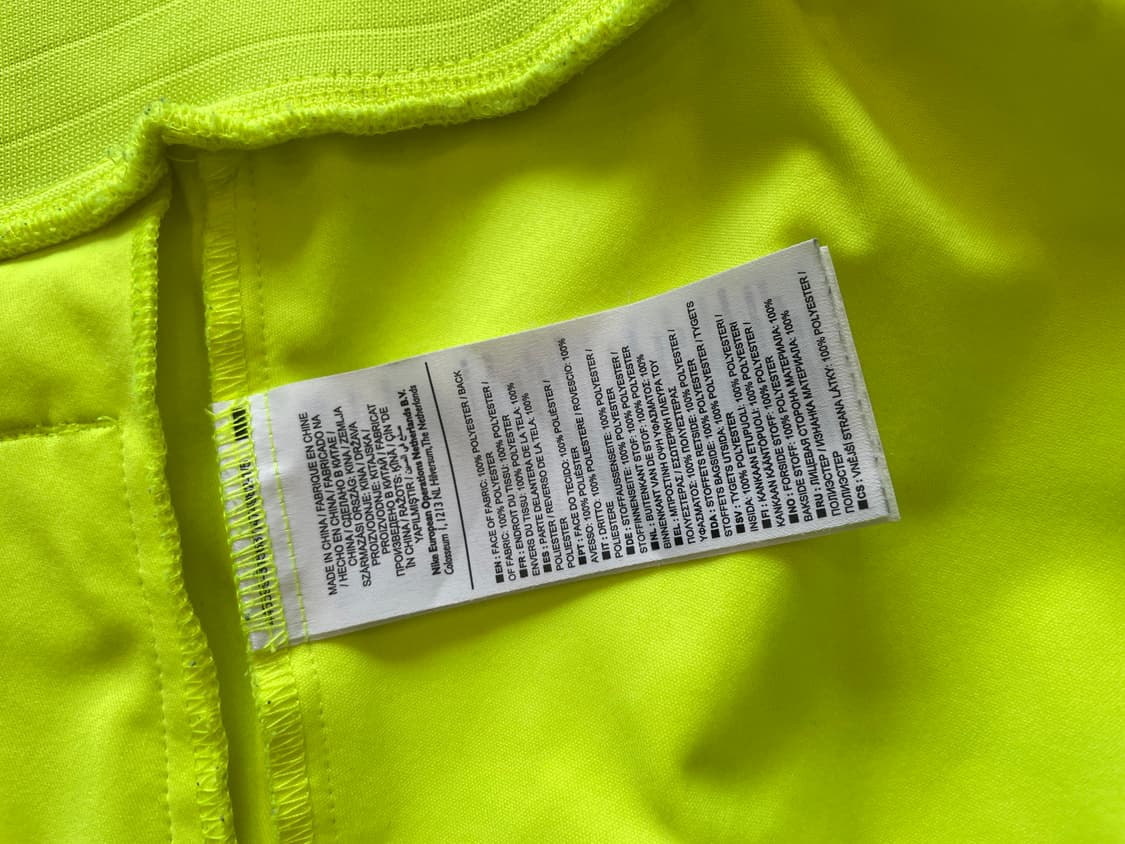 MADE IN CHINA / FABRIQUE EN CHINE
/ HECHO EN CHINA / FABRICADO NA
CHINA
SZÁRMAZÁSI ORSZÁG: KÍNA / DRŽAVA
PROIZVODNJE: KITAJSKA
PROIZVODNJE: KINA / FABRICAT
ÎN CHINA / RAŽOTS: ĶĪNĀ / ÇİN'DE
YAPILMIŞTIR /
Nike European Operations Netherlands B.V.
Colosseum 1, 1213 NL Hilversum, The Netherlands
■EN : FACE OF FABRIC: 100% POLYESTER / BACK
OF FABRIC: 100% POLYESTER
■FR : ENDROIT DU TISSU: 100% POLYESTER /
ENVERS DU TISSU: 100% POLYESTER
■ES : PARTE DELANTERA DE LA TELA: 100%
POLIÉSTER / REVERSO DE LA TELA: 100%
POLIÉSTER
■PT : FACE DO TECIDO: 100% POLIÉSTER /
AVESSO: 100% POLIÉSTER
■IT : DRITTO: 100% POLIESTERE / ROVESCIO: 100%
POLIESTERE
■DE : STOFFAUSSENSEITE: 100% POLYESTER /
STOFFINNENSEITE: 100% POLYESTER
■NL : BUITENKANT STOF: 100% POLYESTER /
BINNENKANT VAN DE STOF: 100% POLYESTER
■EL : ΜΠΡΟΣΤΙΝΗ ΟΨΗ ΥΦΑΣΜΑΤΟΣ: 100%
ΠΟΛΥΕΣΤΕΡΑΣ / ΕΣΩΤΕΡΙΚΗ ΠΛΕΥΡΑ ΤΟΥ
ΥΦΑΣΜΑΤΟΣ: 100% ΠΟΛΥΕΣΤΕΡΑΣ
■DA : STOFFETS RETSIDE: 100% POLYESTER /
STOFFETS BAGSIDE: 100% POLYESTER
■SV : TYGETS UTSIDA: 100% POLYESTER / TYGETS
INSIDA: 100% POLYESTER
■FI : KANKAAN ETUPUOLI: 100% POLYESTERI /
KANKAAN KÄÄNTÖPUOLI: 100% POLYESTERI
■NO : FORSIDE STOFF: 100% POLYESTER /
BAKSIDE STOFF: 100% POLYESTER
■RU : ЛИЦЕВАЯ СТОРОНА МАТЕРИАЛА: 100%
ПОЛИЭСТЕР / ИЗНАНКА МАТЕРИАЛА: 100%
ПОЛИЭСТЕР
■CS : VNĚJŠÍ STRANA LÁTKY: 100% POLYESTER /